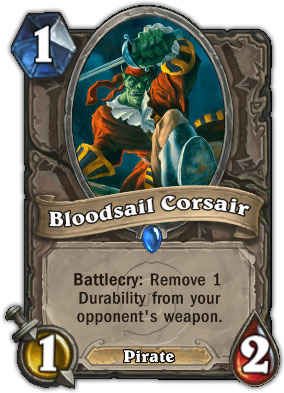 1
Bloodsail Corsair
Battlecry: Remove 1
Durability from your
opponent's weapon.
1
Pirate
2